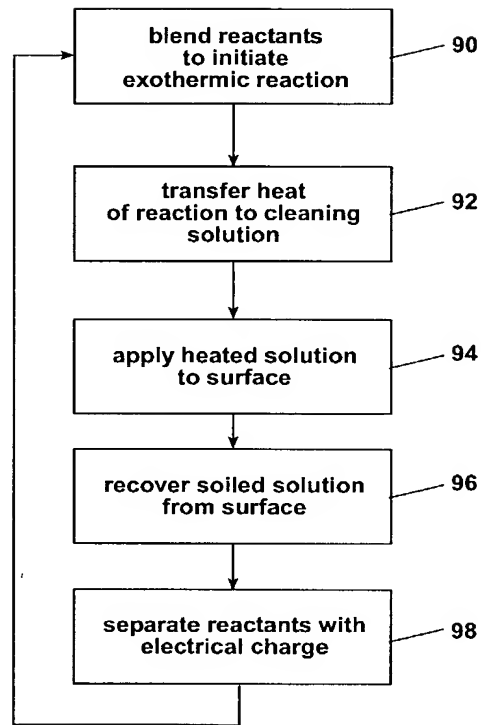 blend reactants
to initiate
exothermic reaction
90
transfer heat
of reaction to cleaning
solution
92
apply heated solution
to surface
94
recover soiled solution
from surface
96
separate reactants with
electrical charge
98